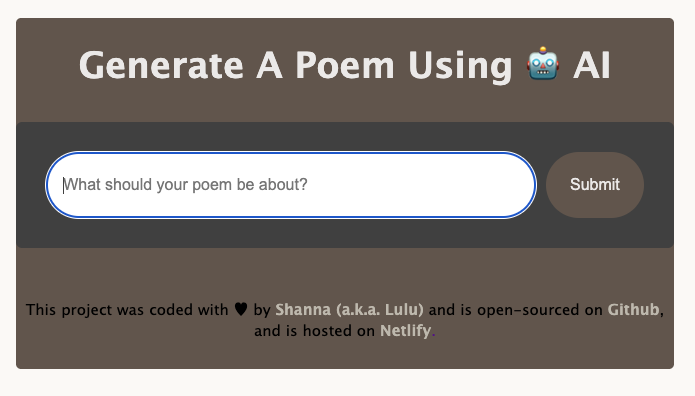 Generate A Poem Using 🤖 AI
What should your poem be about?
Submit
This project was coded with ♥ by Shanna (a.k.a. Lulu) and is open-sourced on Github,
and is hosted on Netlify.